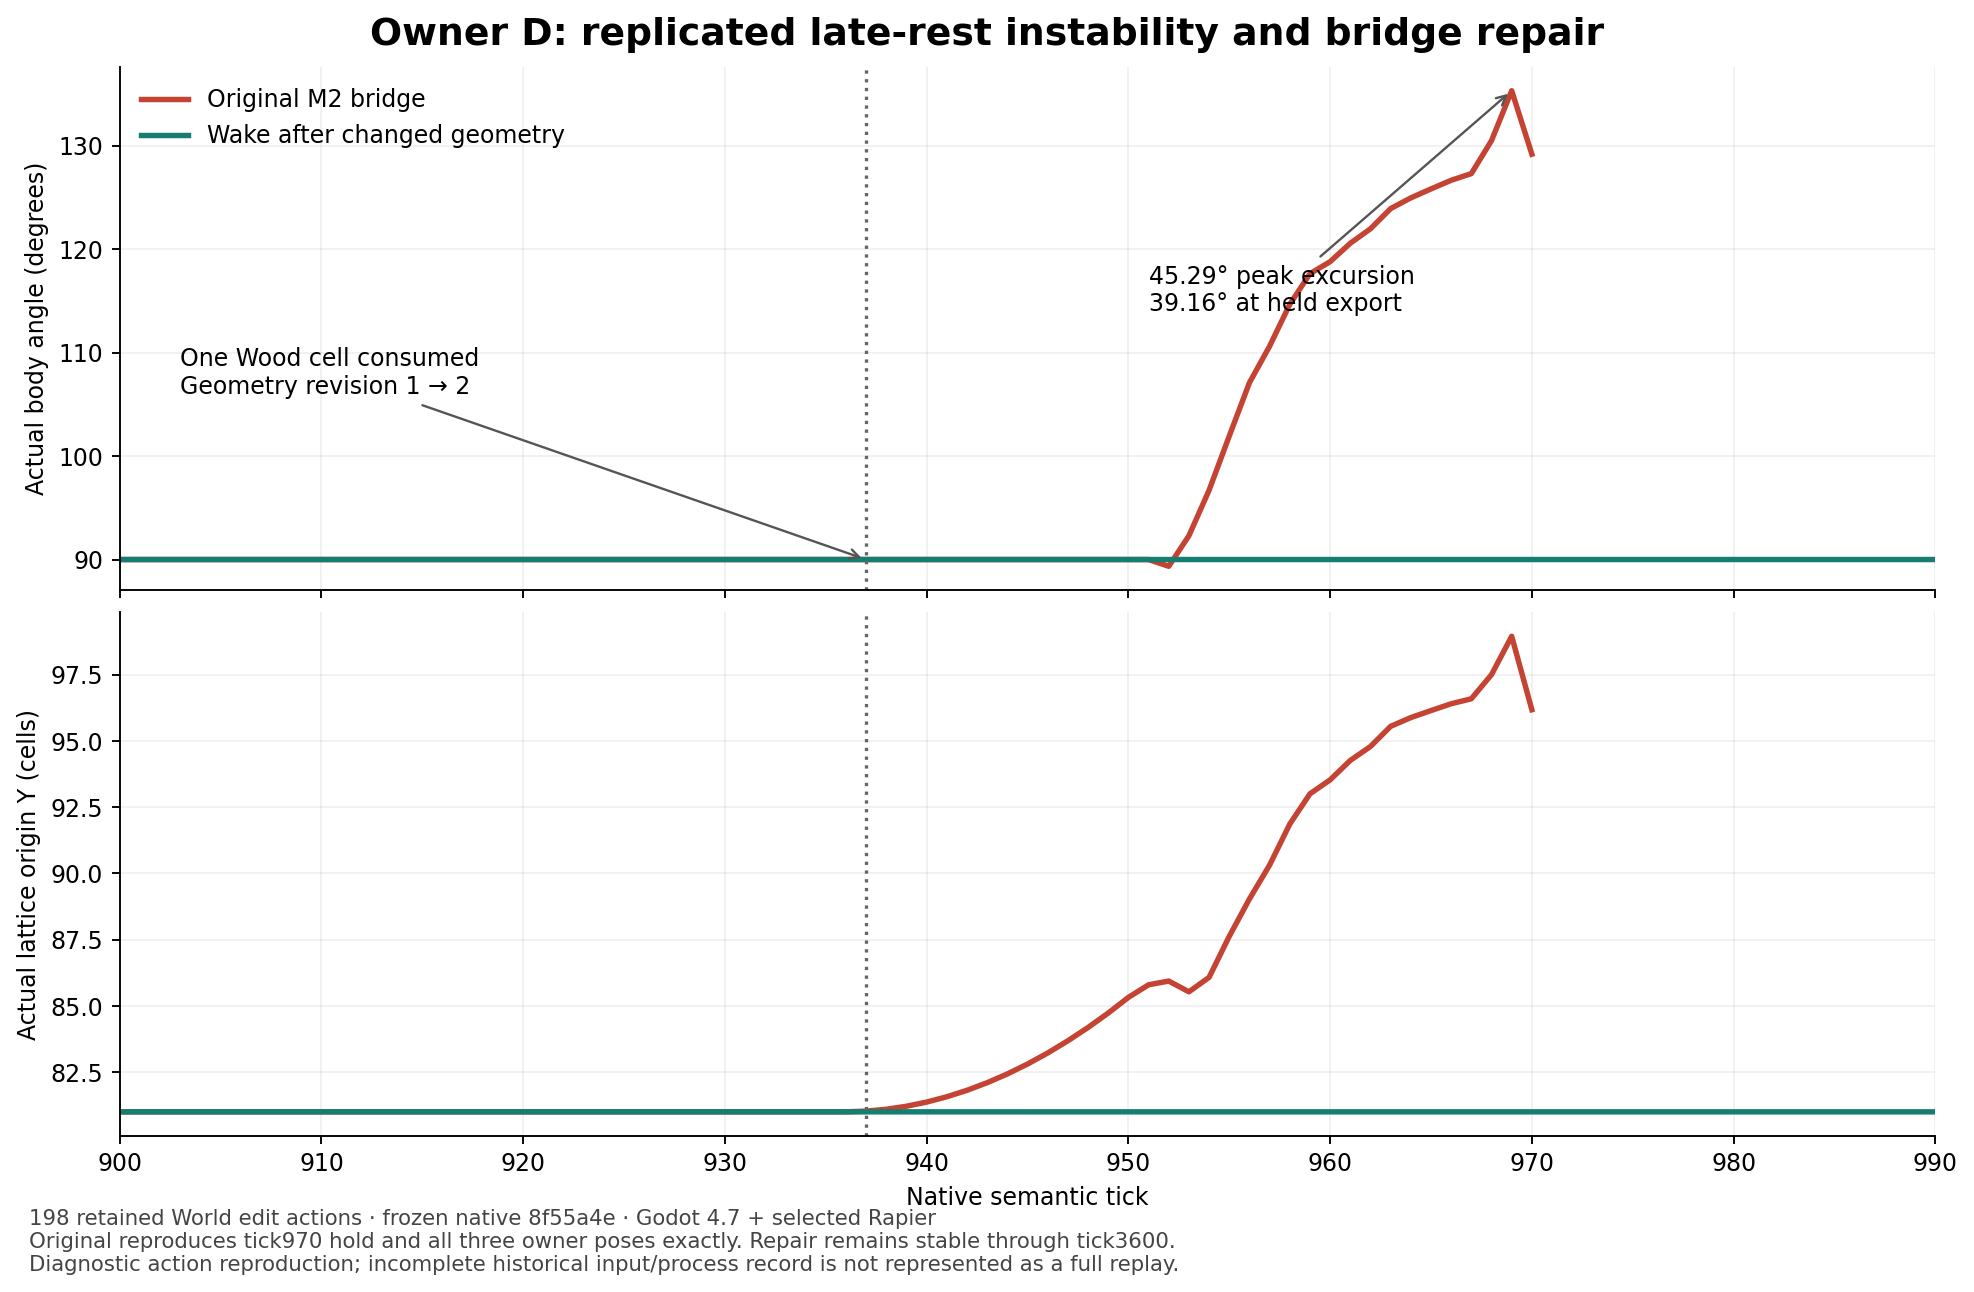 Owner D: replicated late-rest instability and bridge repair
Original M2 bridge
Wake after changed geometry
Actual body angle (degrees)
130
120
110
100
90
45.29° peak excursion
39.16° at held export
One Wood cell consumed
Geometry revision 1 → 2
Actual lattice origin Y (cells)
97.5
95.0
92.5
90.0
87.5
85.0
82.5
900 910 920 930 940 950 960 970 980 990
Native semantic tick
198 retained World edit actions · frozen native 8f55a4e · Godot 4.7 + selected Rapier
Original reproduces tick970 hold and all three owner poses exactly. Repair remains stable through tick3600.
Diagnostic action reproduction; incomplete historical input/process record is not represented as a full replay.